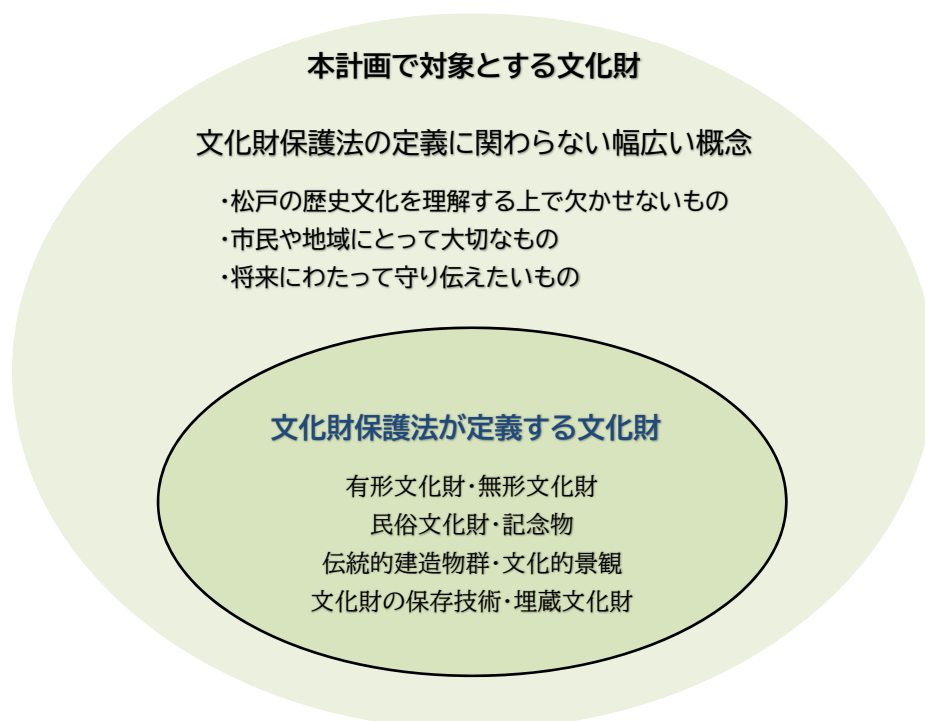 本計画で対象とする文化財
文化財保護法の定義に関わらない幅広い概念
・松戸の歴史文化を理解する上で欠かせないもの
・市民や地域にとって大切なもの
・将来にわたって守り伝えたいもの
文化財保護法が定義する文化財
有形文化財・無形文化財
民俗文化財・記念物
伝統的建造物群・文化的景観
文化財の保存技術・埋蔵文化財